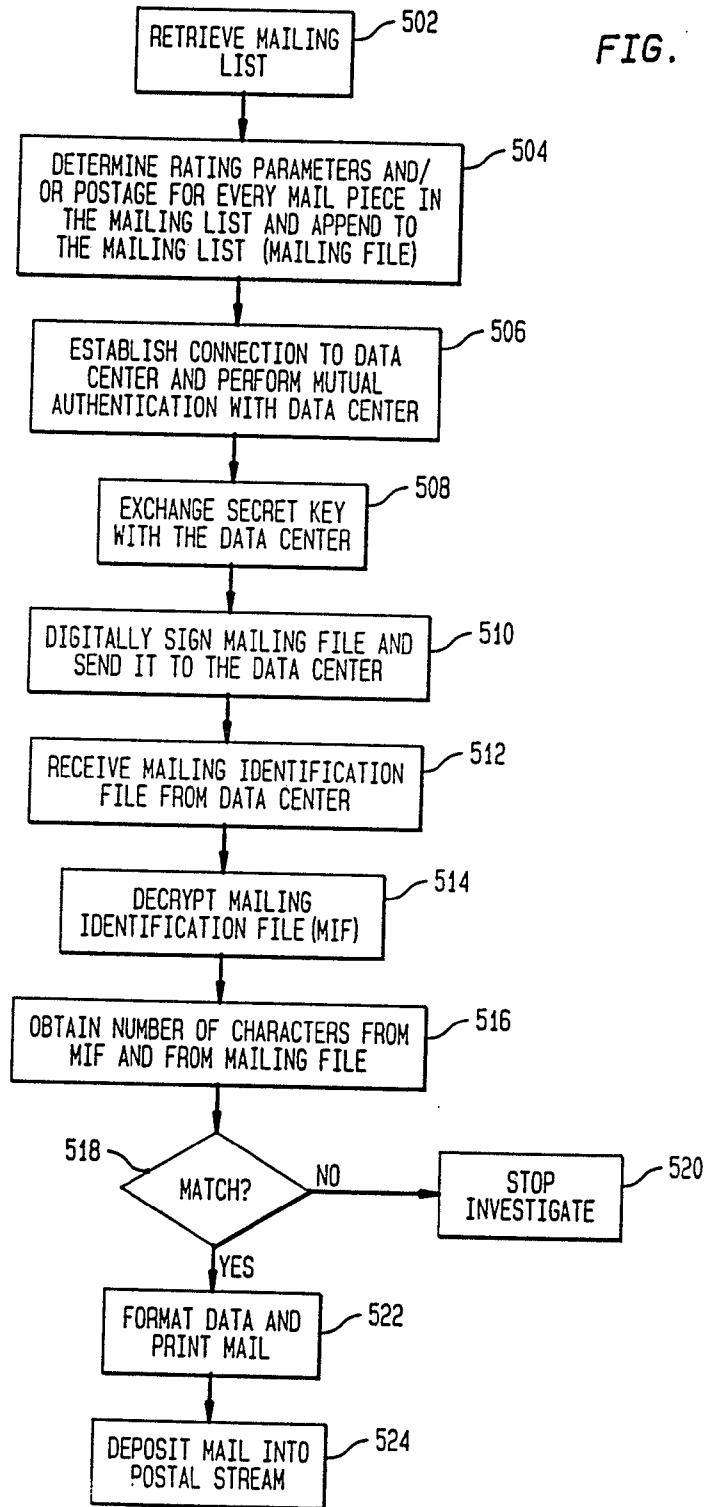 FIG.
RETRIEVE MAILING
LIST
502
DETERMINE RATING PARAMETERS AND/
OR POSTAGE FOR EVERY MAIL PIECE IN
THE MAILING LIST AND APPEND TO
THE MAILING LIST (MAILING FILE)
504
ESTABLISH CONNECTION TO DATA
CENTER AND PERFORM MUTUAL
AUTHENTICATION WITH DATA CENTER
506
EXCHANGE SECRET KEY
WITH THE DATA CENTER
508
DIGITALLY SIGN MAILING FILE AND
SEND IT TO THE DATA CENTER
510
RECEIVE MAILING IDENTIFICATION
FILE FROM DATA CENTER
512
DECRYPT MAILING
IDENTIFICATION FILE (MIF)
514
OBTAIN NUMBER OF CHARACTERS FROM
MIF AND FROM MAILING FILE
516
518
MATCH?
NO
STOP
INVESTIGATE
520
YES
FORMAT DATA AND
PRINT MAIL
522
DEPOSIT MAIL INTO
POSTAL STREAM
524